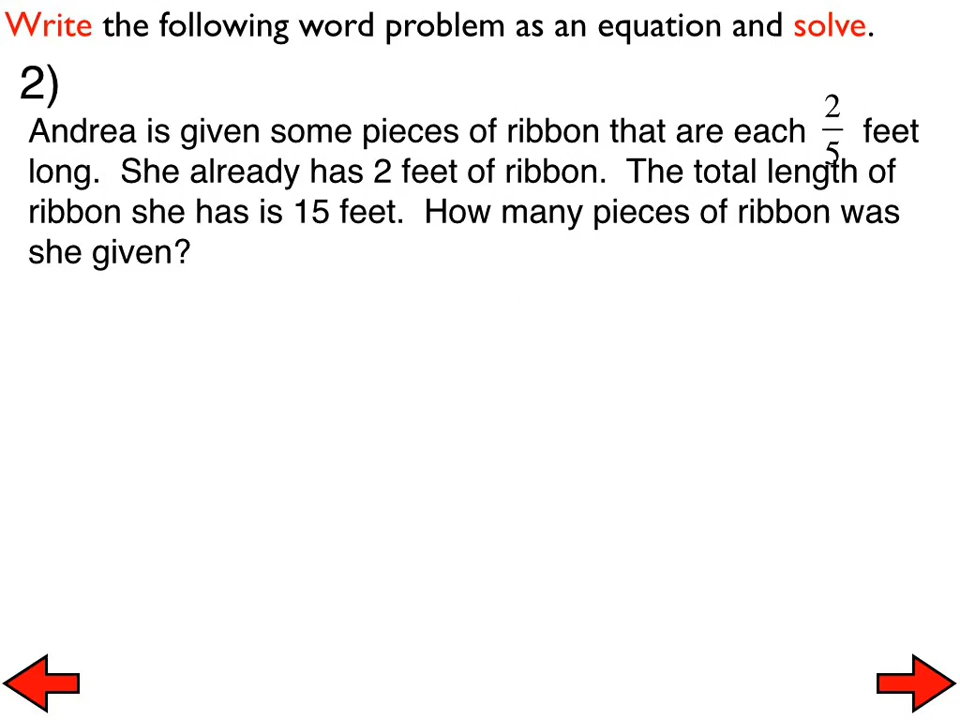 Write the following word problem as an equation and solve.
2)
Andrea is given some pieces of ribbon that are each 2/5 feet
long. She already has 2 feet of ribbon. The total length of
ribbon she has is 15 feet. How many pieces of ribbon was
she given?